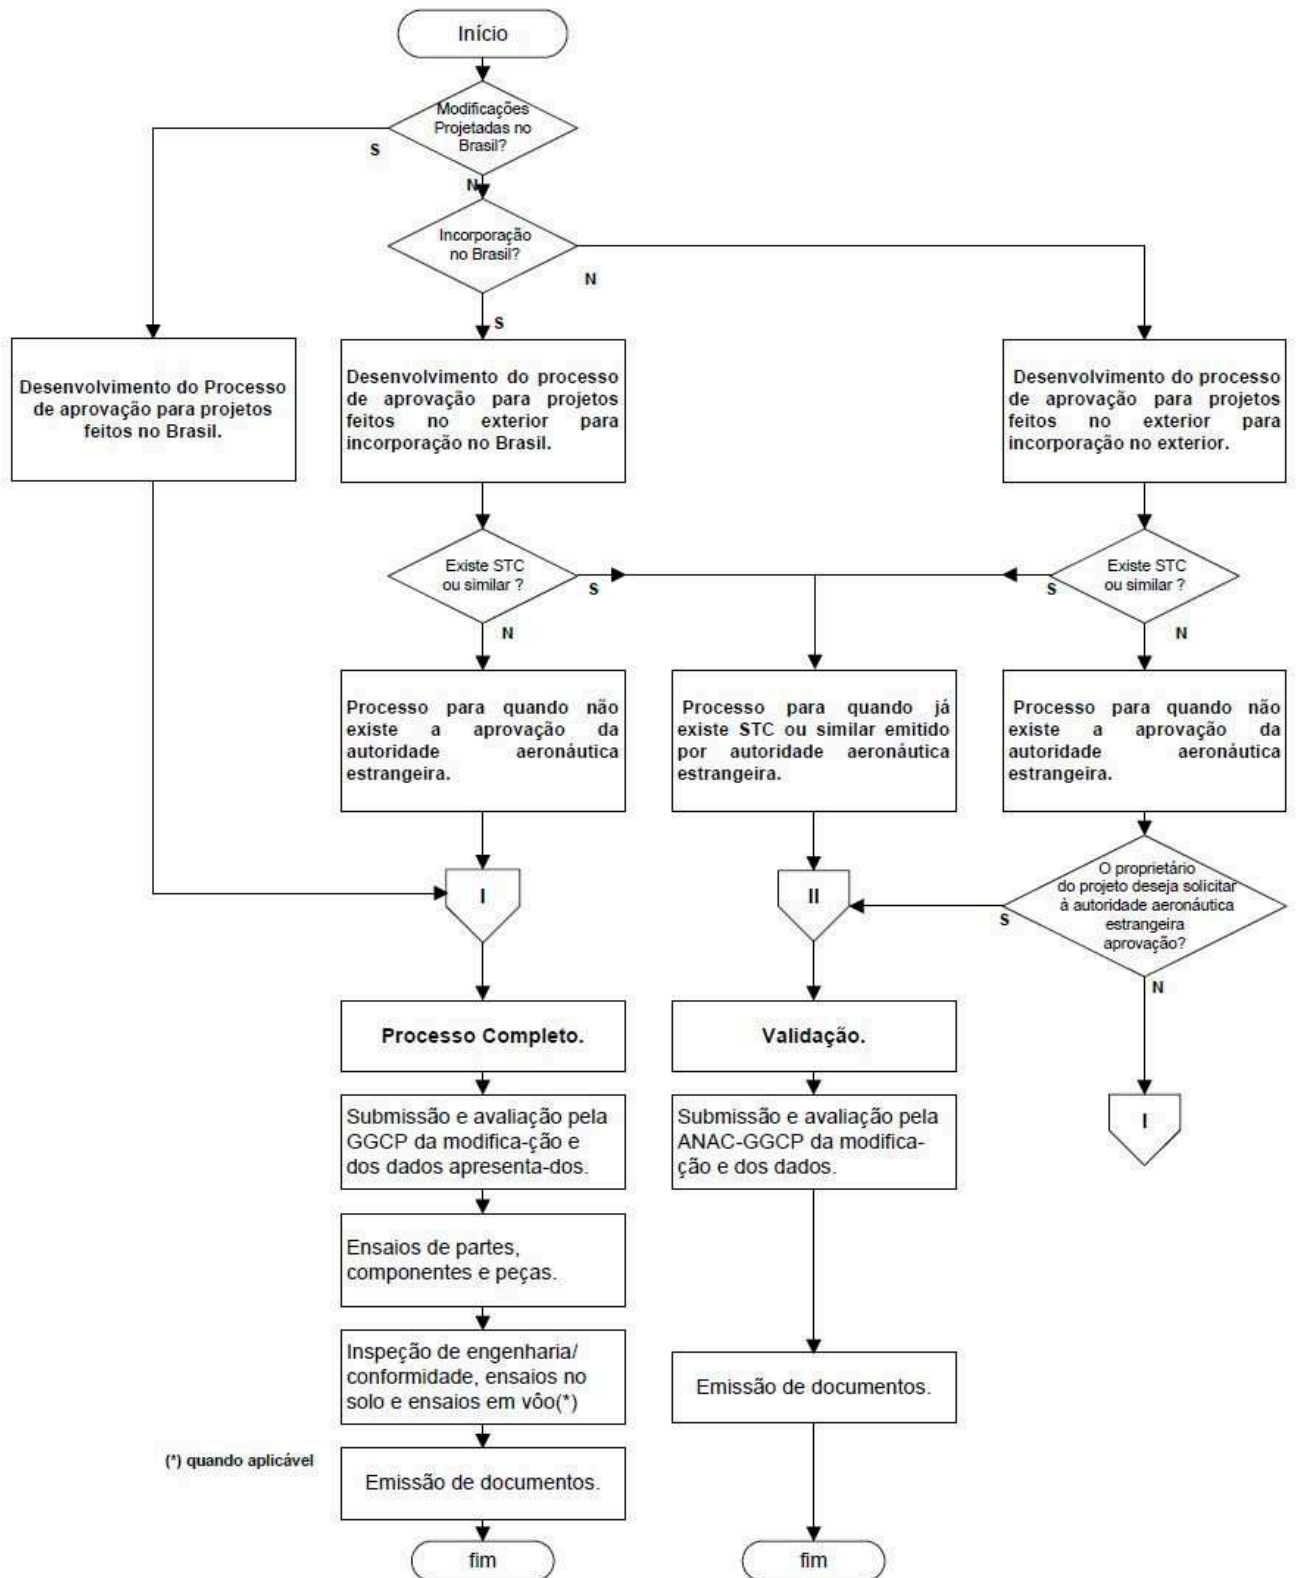 Início
Modificações
Projetadas no
Brasil?
S
N
Incorporação
no Brasil?
N
S
Desenvolvimento do Processo
de aprovação para projetos
feitos no Brasil.
Desenvolvimento do processo
de aprovação para projetos
feitos no exterior para
incorporação no Brasil.
Desenvolvimento do processo
de aprovação para projetos
feitos no exterior para
incorporação no exterior.
Existe STC
ou similar ?
S
N
Existe STC
ou similar ?
S
N
Processo para quando não
existe a aprovação da
autoridade aeronáutica
estrangeira.
Processo para quando já
existe STC ou similar emitido
por autoridade aeronáutica
estrangeira.
Processo para quando não
existe a aprovação da
autoridade aeronáutica
estrangeira.
O proprietário
do projeto deseja solicitar
à autoridade aeronáutica
estrangeira
aprovação?
S
N
I
II
I
Processo Completo.
Submissão e avaliação pela
GGCP da modifica-ção e
dos dados apresenta-dos.
Ensaios de partes,
componentes e peças.
Inspeção de engenharia/
conformidade, ensaios no
solo e ensaios em vôo(*)
(*) quando aplicável
Emissão de documentos.
fim
Validação.
Submissão e avaliação pela
ANAC-GGCP da modifica-
ção e dos dados.
Emissão de documentos.
fim